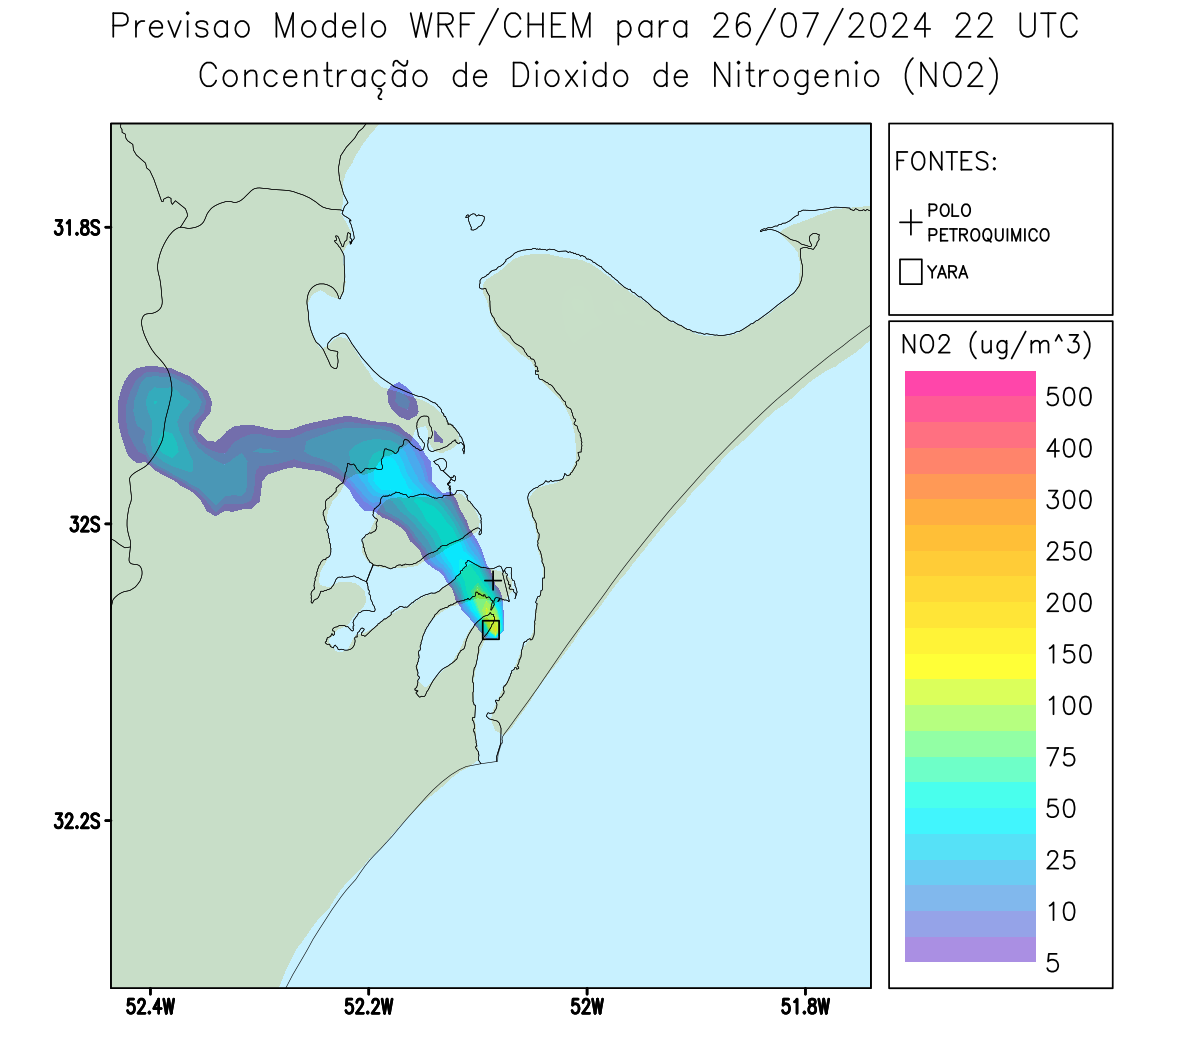 Previsao Modelo WRF/CHEM para 26/07/2024 22 UTC
Concentração de Dioxido de Nitrogenio (NO2)
FONTES:
POLO
PETROQUIMICO
YARA
NO2 (ug/m^3)
500
400
300
250
200
150
100
75
50
25
10
5
31.8S
32S
32.2S
52.4W
52.2W
52W
51.8W